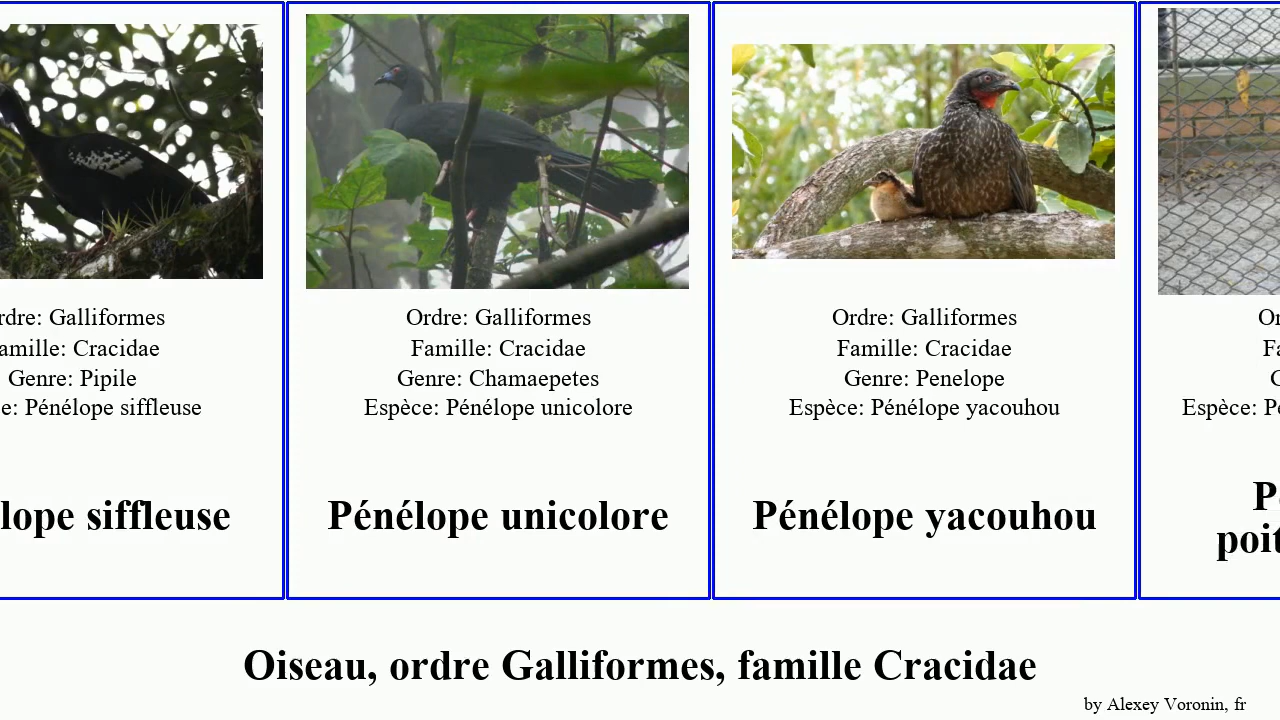 rdre: Galliformes
amille: Cracidae
Genre: Pipile
e: Pénélope siffleuse
lope siffleuse
Ordre: Galliformes
Famille: Cracidae
Genre: Chamaepetes
Espèce: Pénélope unicolore
Pénélope unicolore
Ordre: Galliformes
Famille: Cracidae
Genre: Penelope
Espèce: Pénélope yacouhou
Pénélope yacouhou
Or
Fa
Espèce: Pé
Pé
poit
Oiseau, ordre Galliformes, famille Cracidae
by Alexey Voronin, fr